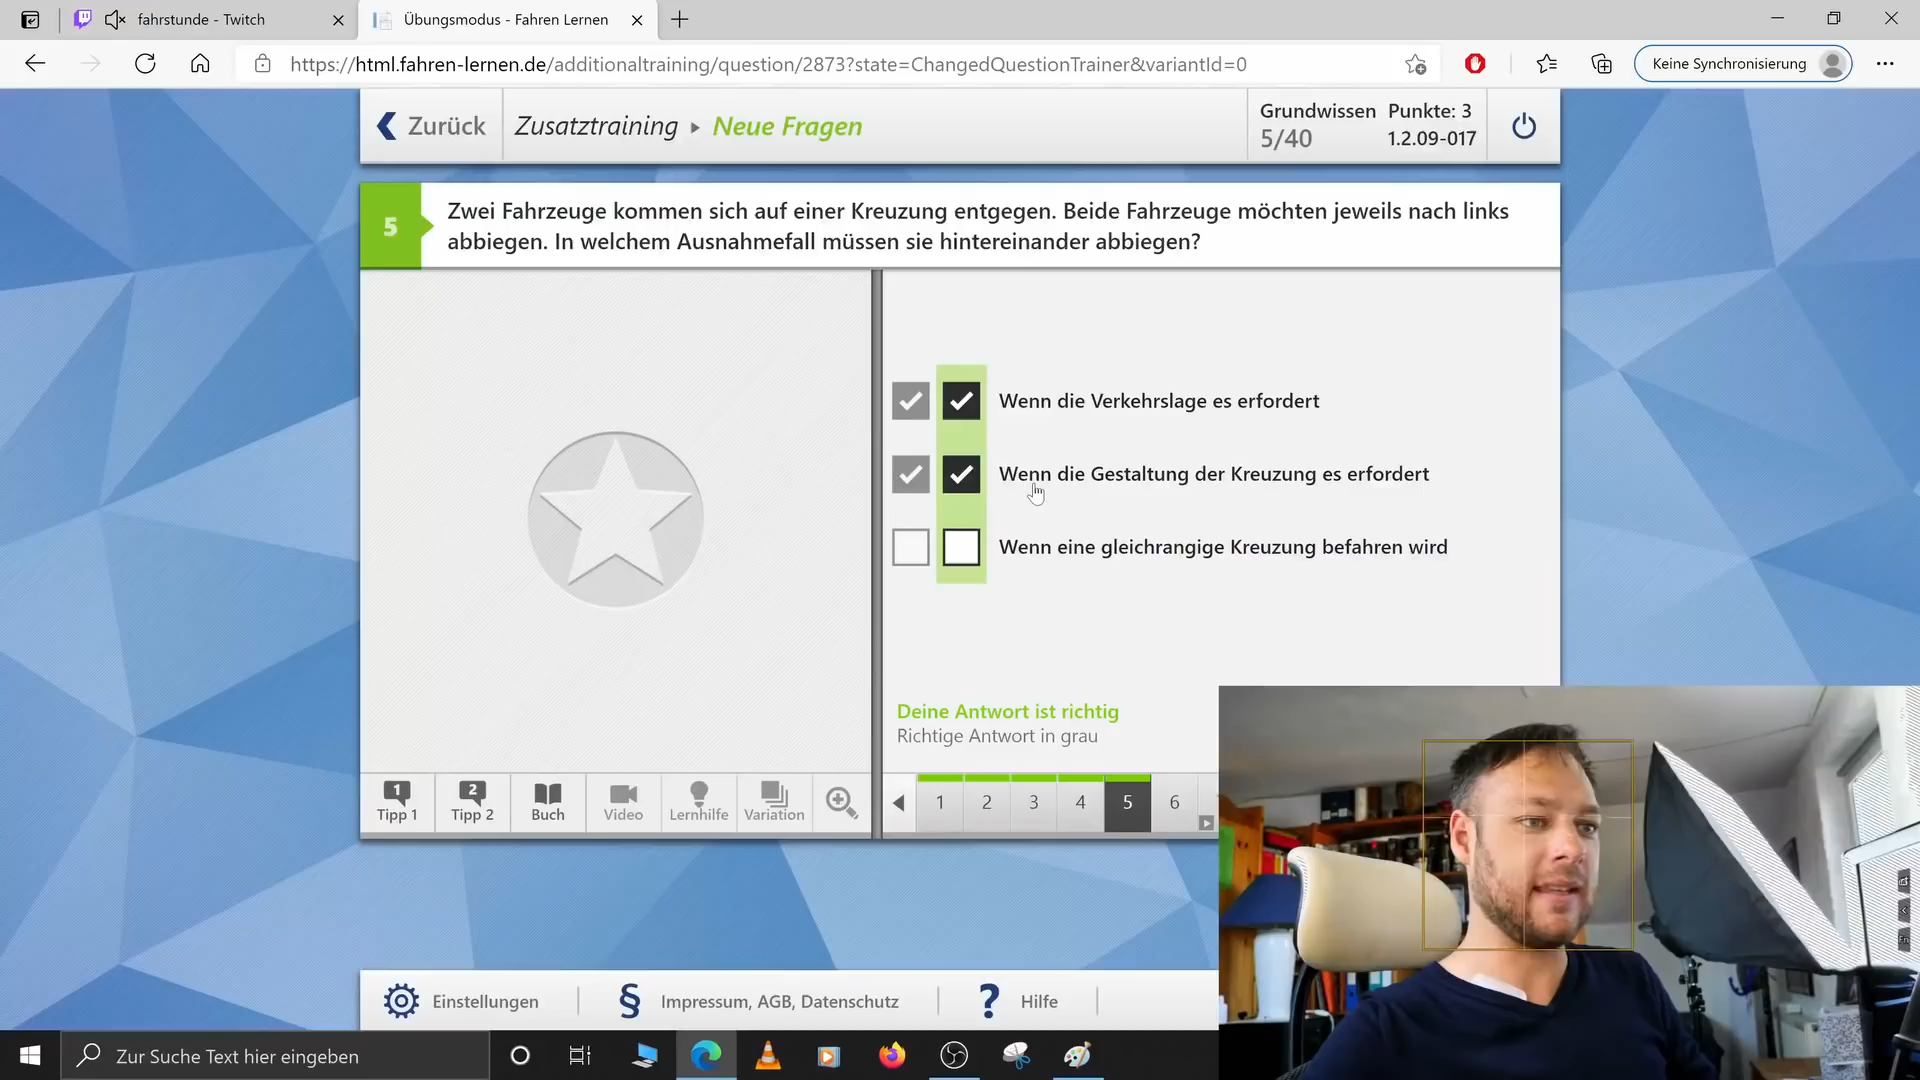 fahrstunde - Twitch
Übungsmodus - Fahren Lernen
https://html.fahren-lernen.de/additionaltraining/question/2873?state=ChangedQuestionTrainer&variantId=0
Keine Synchronisierung
Zurück
Zusatztraining ▸ Neue Fragen
Grundwissen Punkte: 3
5/40 1.2.09-017
5
Zwei Fahrzeuge kommen sich auf einer Kreuzung entgegen. Beide Fahrzeuge möchten jeweils nach links
abbiegen. In welchem Ausnahmefall müssen sie hintereinander abbiegen?
Wenn die Verkehrslage es erfordert
Wenn die Gestaltung der Kreuzung es erfordert
Wenn eine gleichrangige Kreuzung befahren wird
Deine Antwort ist richtig
Richtige Antwort in grau
1 2
Tipp 1 Tipp 2 Buch Video Lernhilfe Variation
1 2 3 4 5 6
Einstellungen § Impressum, AGB, Datenschutz ? Hilfe
Zur Suche Text hier eingeben